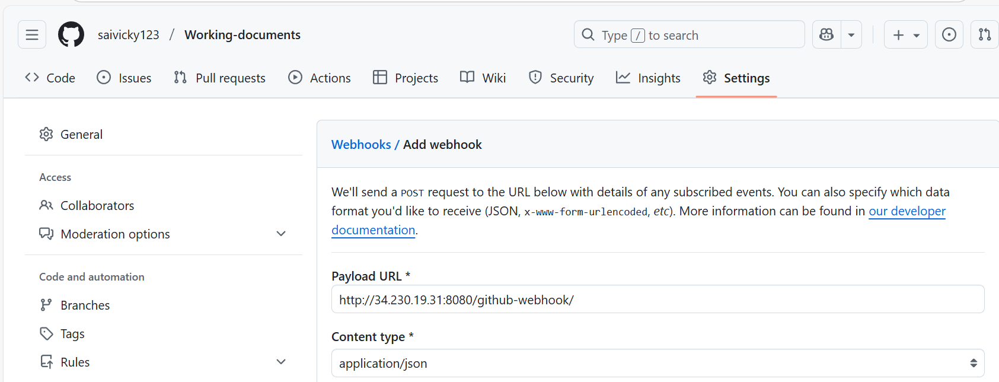 saivicky123 / Working-documents
Type / to search
Code Issues Pull requests Actions Projects Wiki Security Insights Settings
General
Access
Collaborators
Moderation options
Code and automation
Branches
Tags
Rules
Webhooks / Add webhook
We'll send a POST request to the URL below with details of any subscribed events. You can also specify which data
format you'd like to receive (JSON, x-www-form-urlencoded, etc). More information can be found in our developer
documentation.
Payload URL *
http://34.230.19.31:8080/github-webhook/
Content type *
application/json